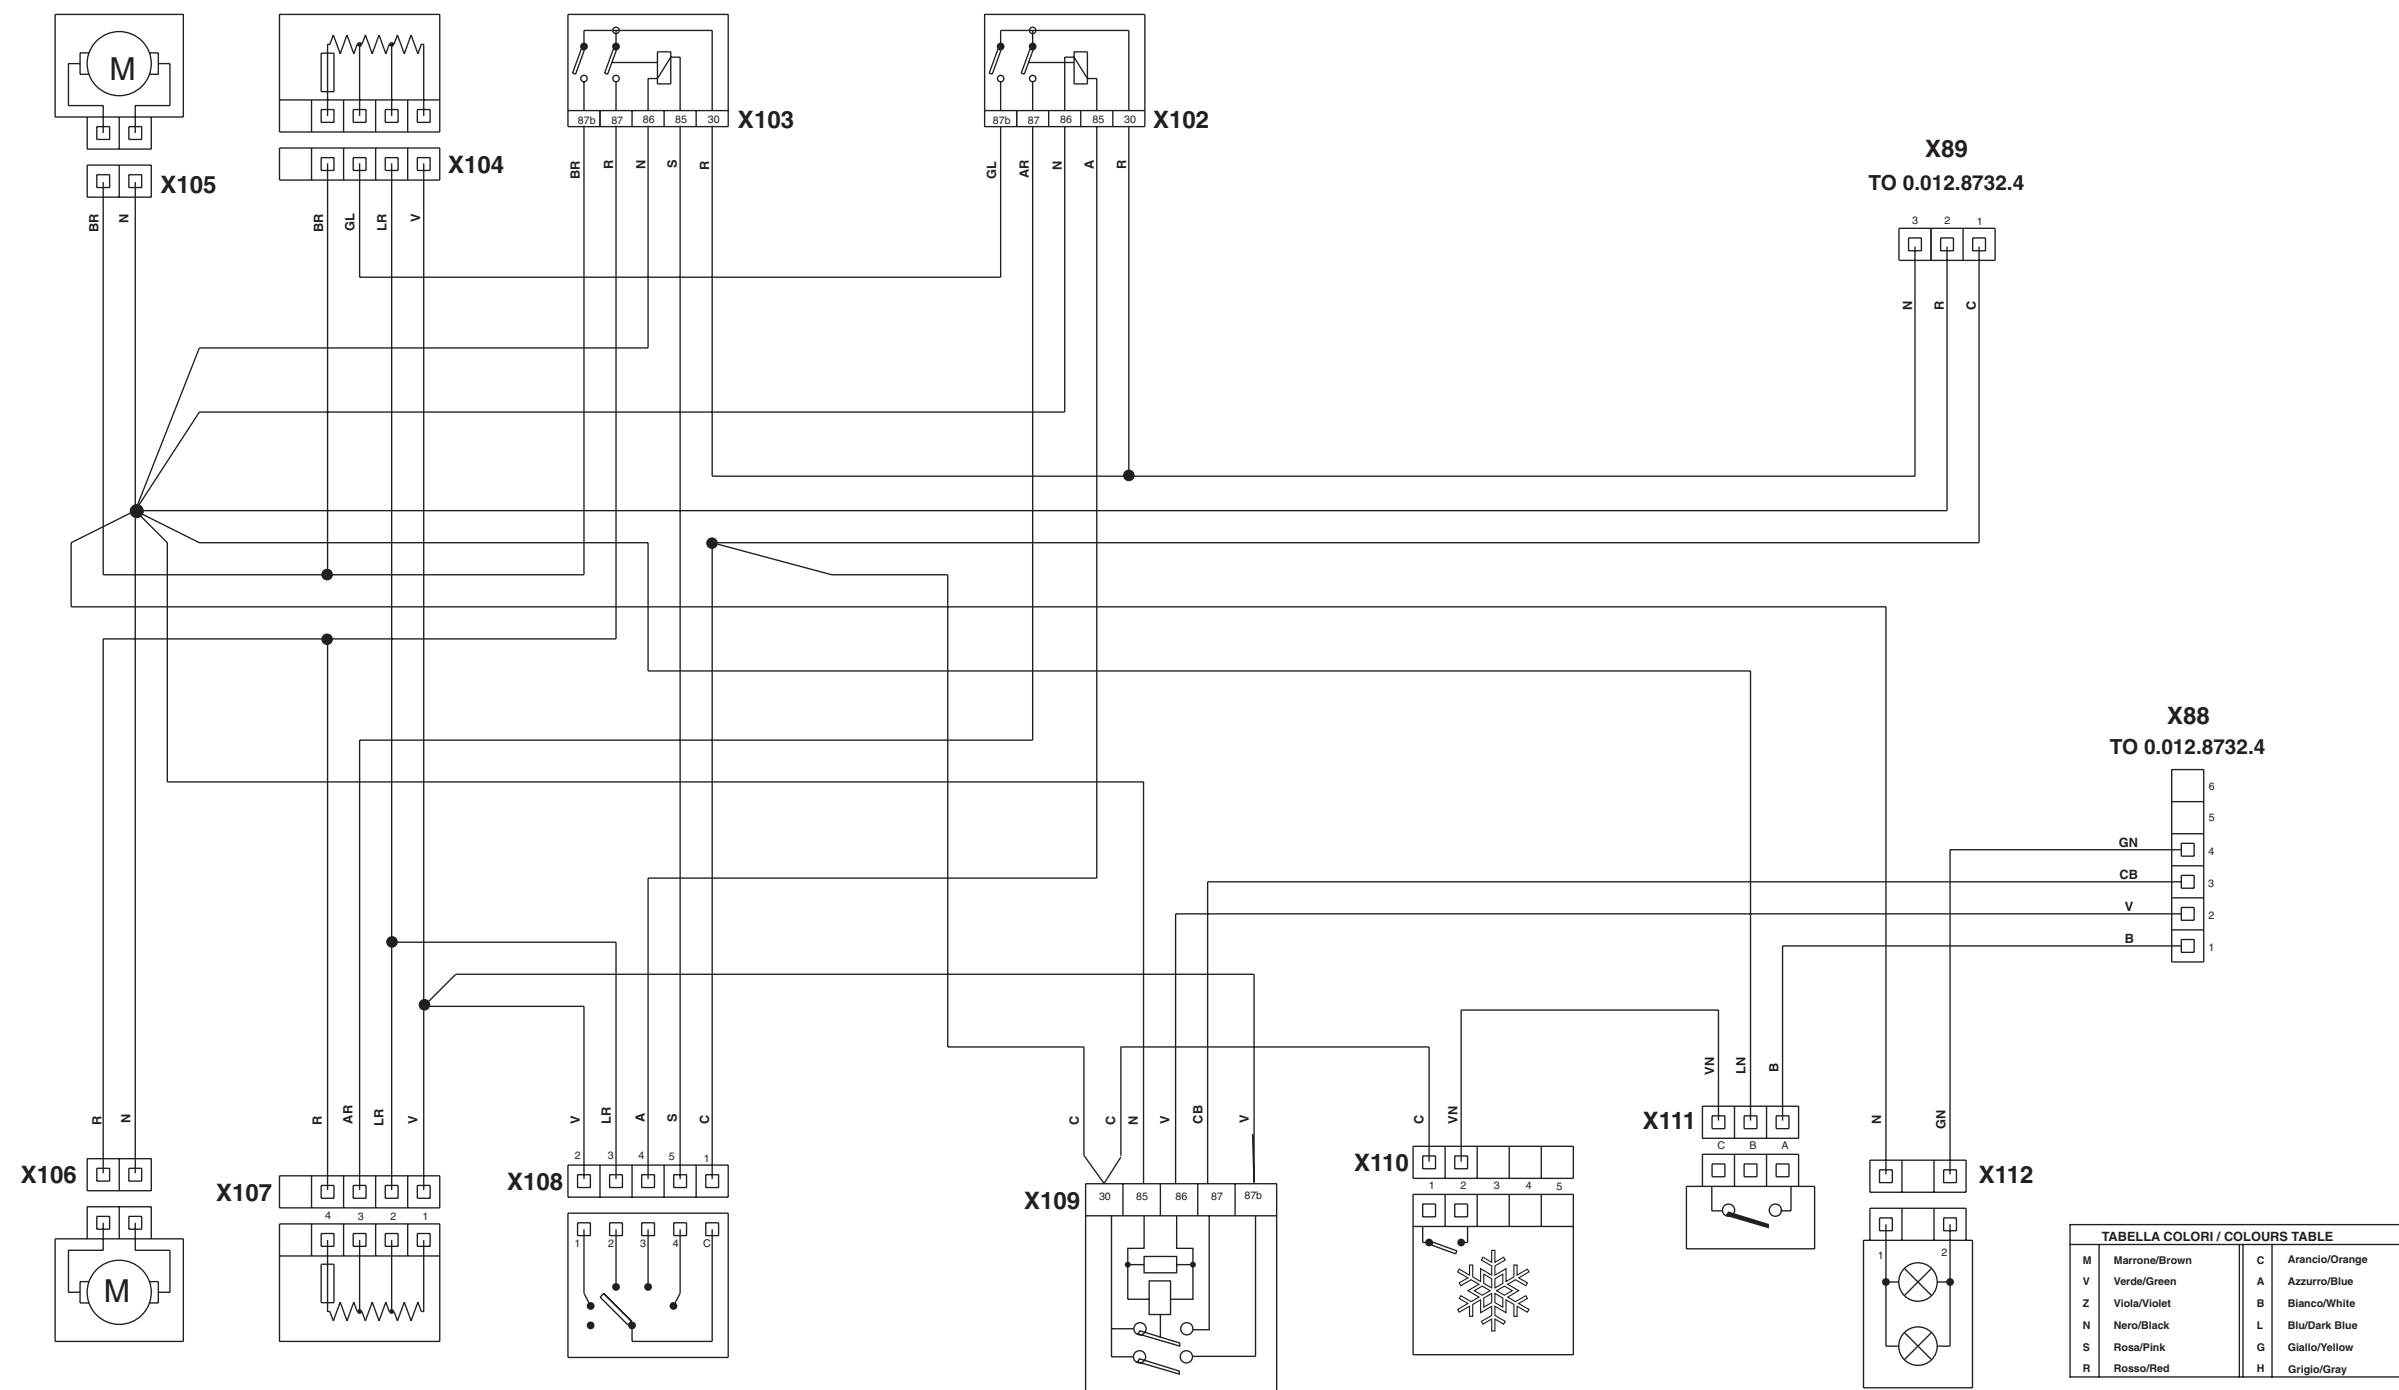 M
X105
BR N
X104
BR GL LR V
87b 87 86 85 30
X103
BR R N S R
87b 87 86 85 30
X102
GL AR N A R
X89
TO 0.012.8732.4
3 2 1
N R C
X88
TO 0.012.8732.4
6
5
GN 4
CB 3
V 2
B 1
R N
X106
M
R AR LR V
X107
4 3 2 1
V LR A S C
2 3 4 5 1
X108
1 2 3 4 C
C C N V CB V
X109
30 85 86 87 87b
C VN
X110
1 2 3 4 5
VN LN B
X111
C B A
N GN
X112
1 2
TABELLA COLORI / COLOURS TABLE
M Marrone/Brown C Arancio/Orange
V Verde/Green A Azzurro/Blue
Z Viola/Violet B Bianco/White
N Nero/Black L Blu/Dark Blue
S Rosa/Pink G Giallo/Yellow
R Rosso/Red H Grigio/Gray